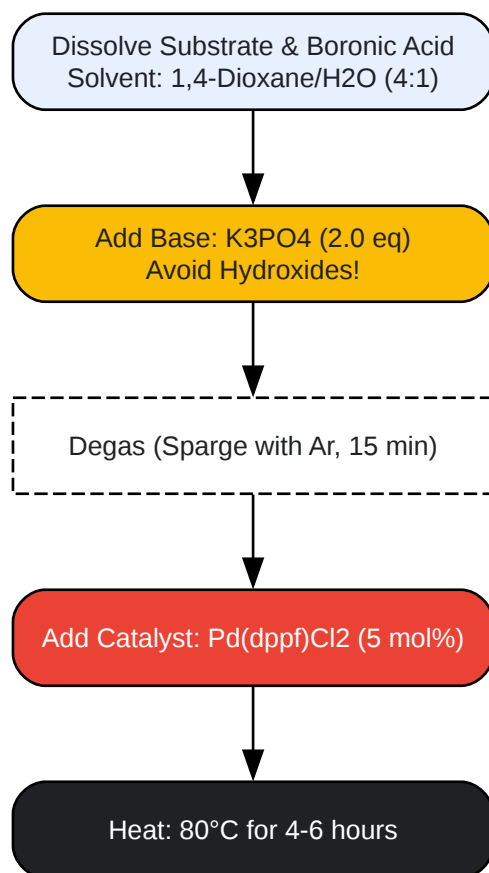 Dissolve Substrate & Boronic Acid
Solvent: 1,4-Dioxane/H2O (4:1)
Add Base: K3PO4 (2.0 eq)
Avoid Hydroxides!
Degas (Sparge with Ar, 15 min)
Add Catalyst: Pd(dppf)Cl2 (5 mol%)
Heat: 80°C for 4-6 hours